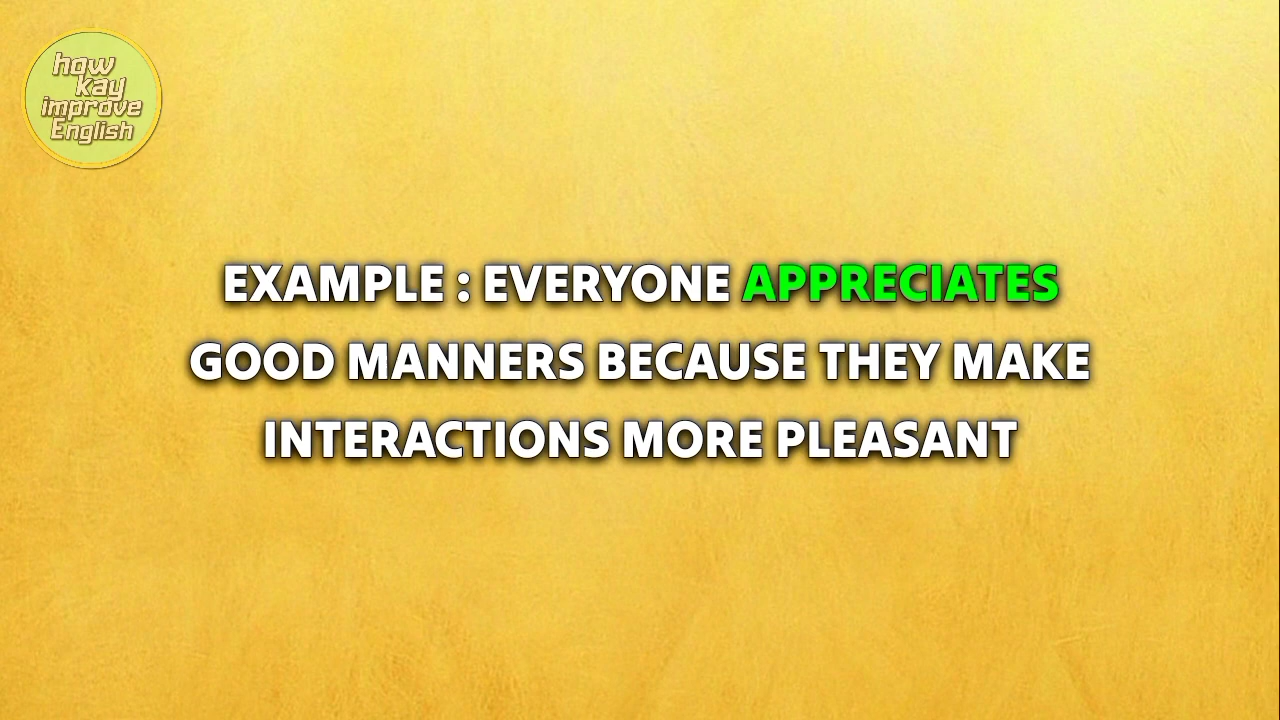 how
kay
improve
English
EXAMPLE : EVERYONE APPRECIATES
GOOD MANNERS BECAUSE THEY MAKE
INTERACTIONS MORE PLEASANT